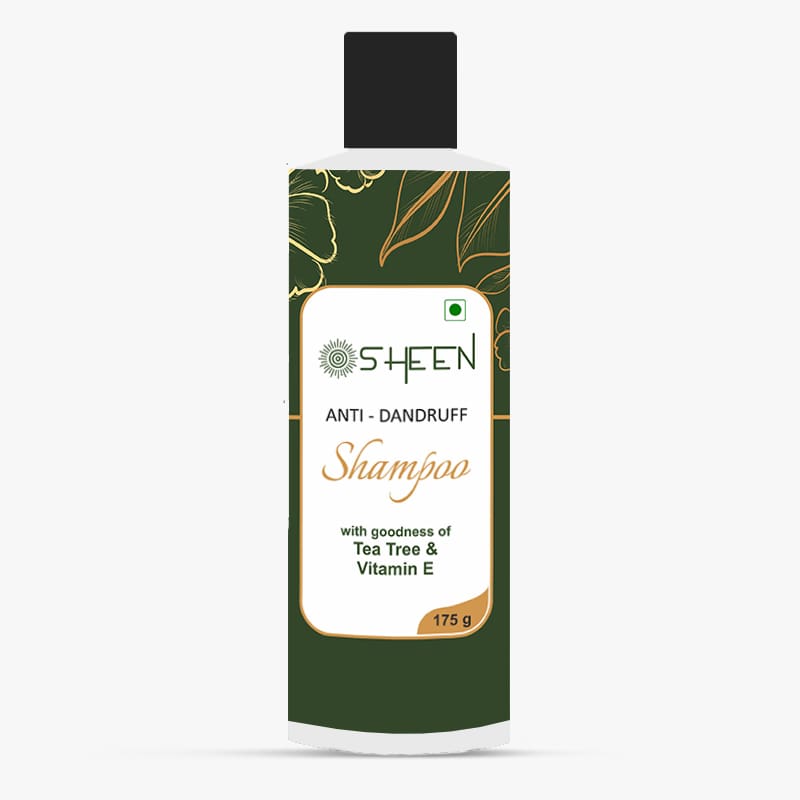 SHEEN
ANTI - DANDRUFF
Shampoo
with goodness of
Tea Tree &
Vitamin E
175 g